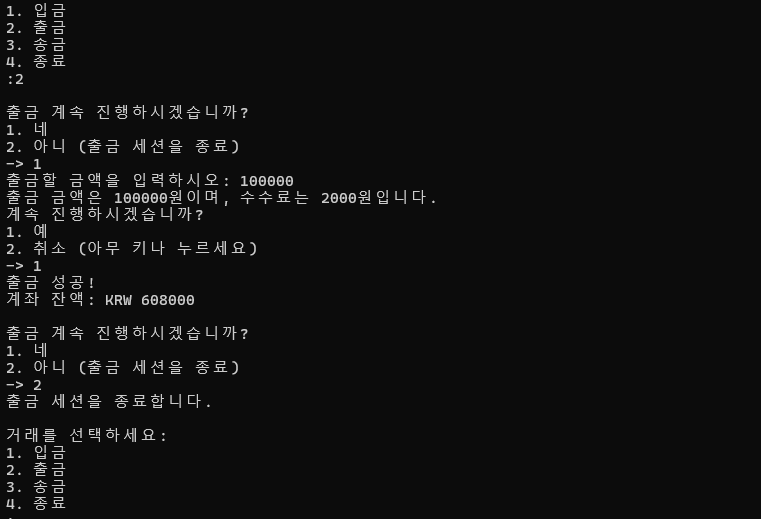 1. 입금
2. 출금
3. 송금
4. 종료
:2
출금 계속 진행하시겠습니까?
1. 네
2. 아니 (출금 세션을 종료)
-> 1
출금할 금액을 입력하시오: 100000
출금 금액은 100000원이며, 수수료는 2000원입니다.
계속 진행하시겠습니까?
1. 예
2. 취소 (아무 키나 누르세요)
-> 1
출금 성공!
계좌 잔액: KRW 608000
출금 계속 진행하시겠습니까?
1. 네
2. 아니 (출금 세션을 종료)
-> 2
출금 세션을 종료합니다.
거래를 선택하세요:
1. 입금
2. 출금
3. 송금
4. 종료